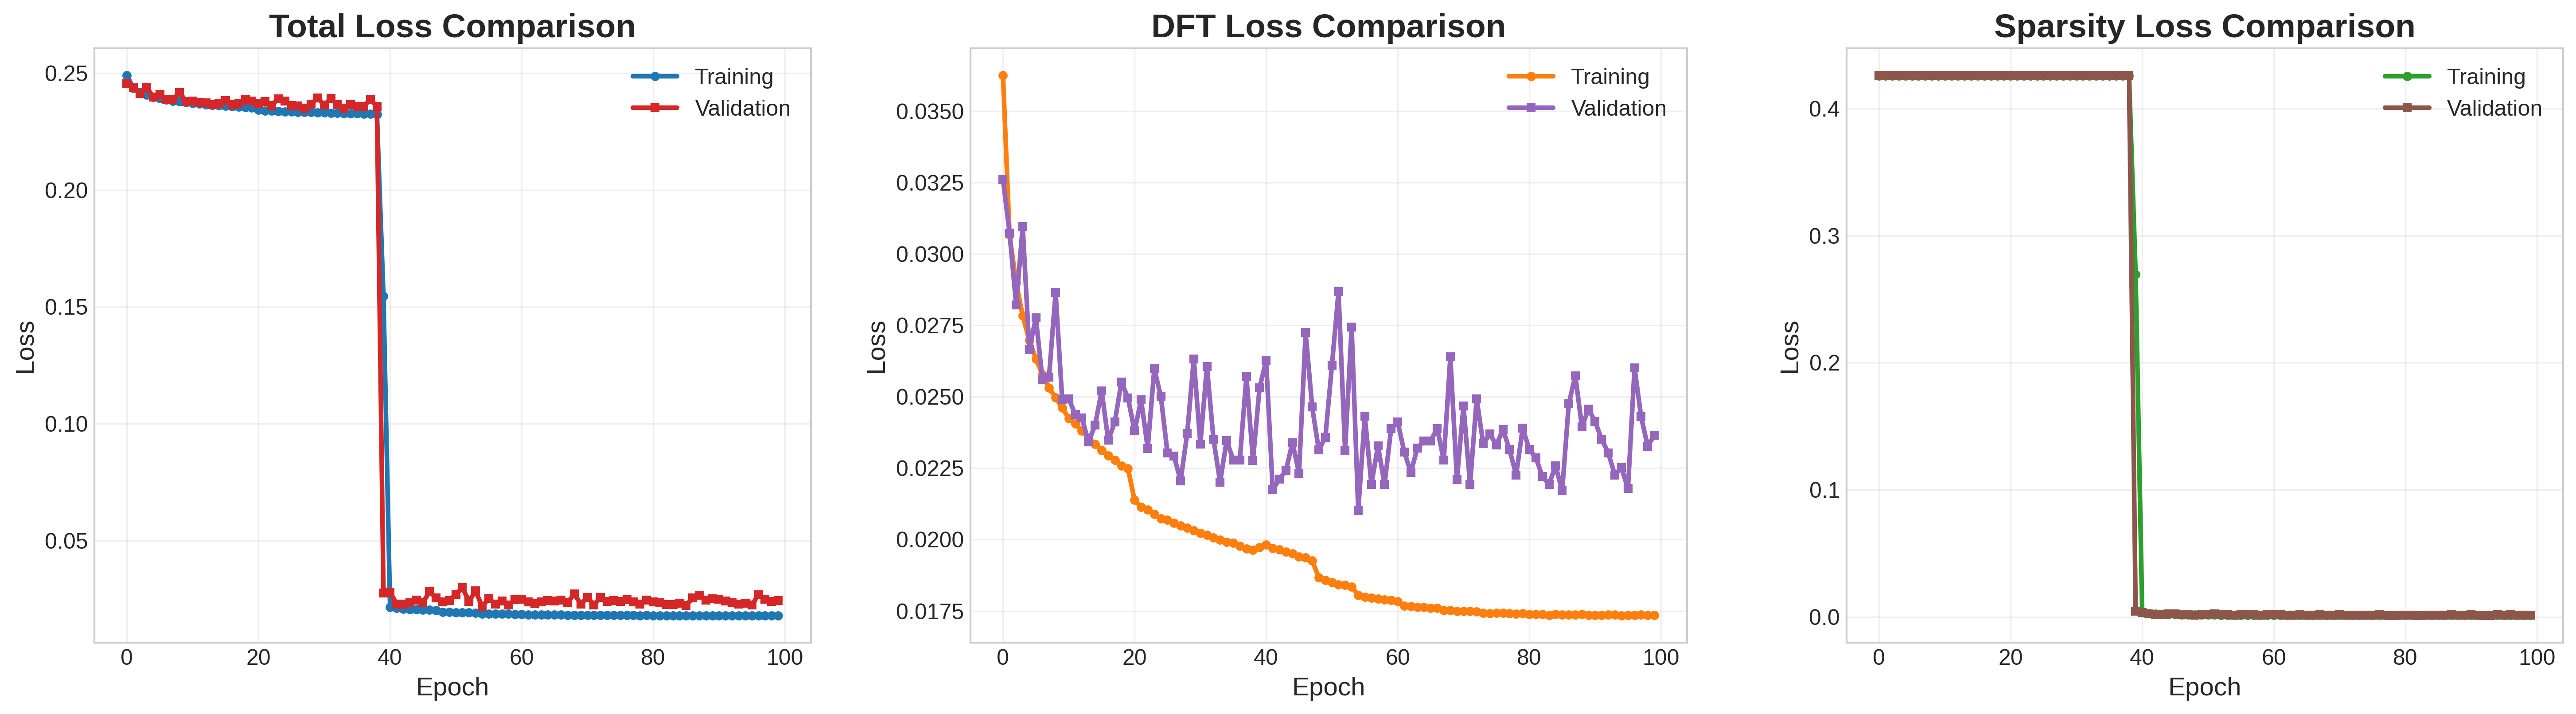 Total Loss Comparison
Training
Validation
0.25
0.20
0.15
0.10
0.05
Loss
0 20 40 60 80 100
Epoch
DFT Loss Comparison
Training
Validation
0.0350
0.0325
0.0300
0.0275
0.0250
0.0225
0.0200
0.0175
Loss
0 20 40 60 80 100
Epoch
Sparsity Loss Comparison
Training
Validation
0.4
0.3
0.2
0.1
0.0
Loss
0 20 40 60 80 100
Epoch